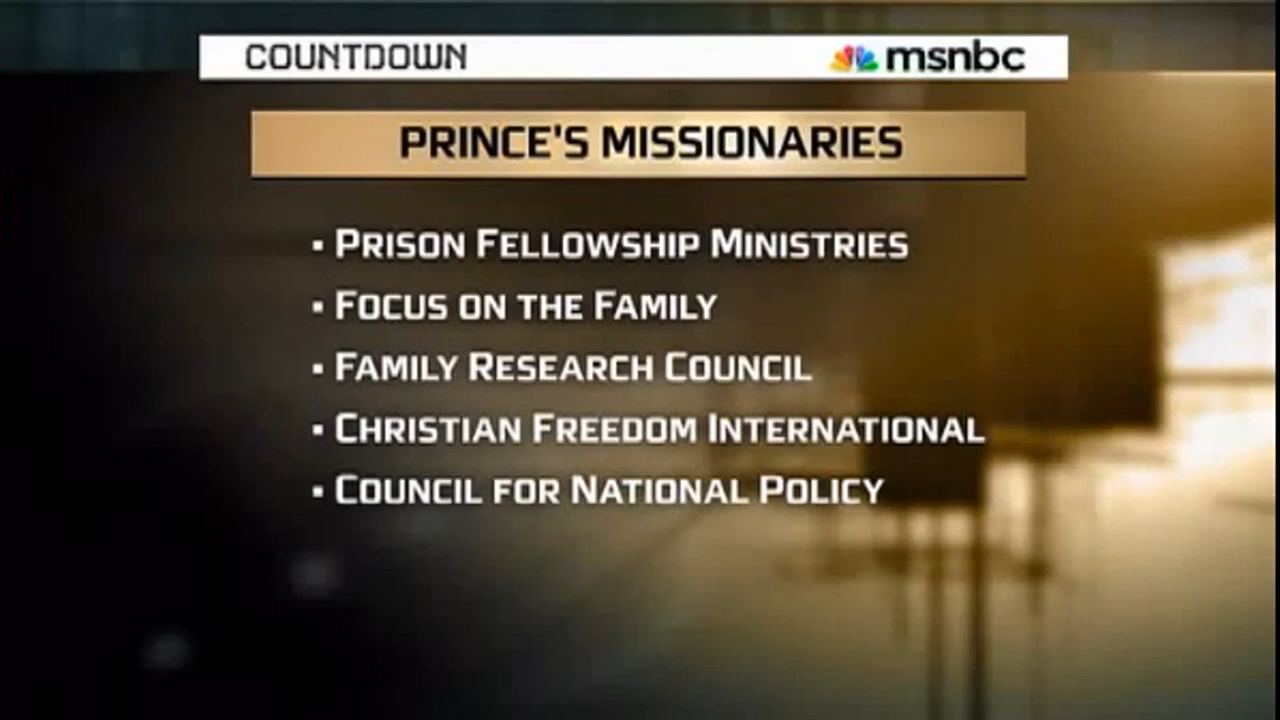 COUNTDOWN msnbc
PRINCE'S MISSIONARIES
▪ PRISON FELLOWSHIP MINISTRIES
▪ FOCUS ON THE FAMILY
▪ FAMILY RESEARCH COUNCIL
▪ CHRISTIAN FREEDOM INTERNATIONAL
▪ COUNCIL FOR NATIONAL POLICY